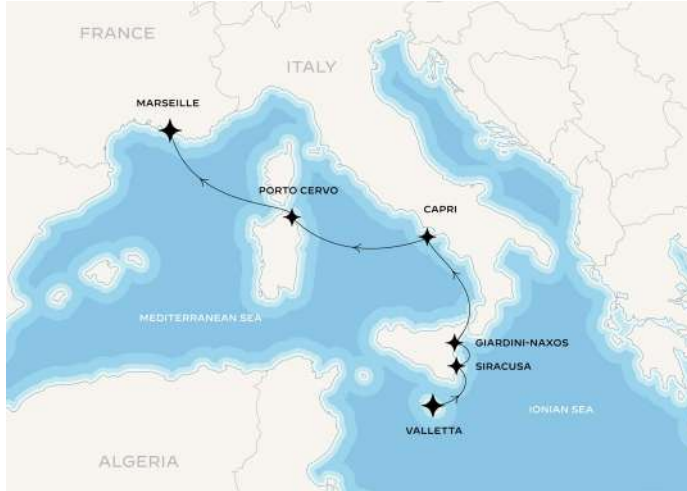 FRANCE
ITALY
MARSEILLE
PORTO CERVO
CAPRI
MEDITERRANEAN SEA
GIARDINI-NAXOS
SIRACUSA
IONIAN SEA
VALLETTA
ALGERIA